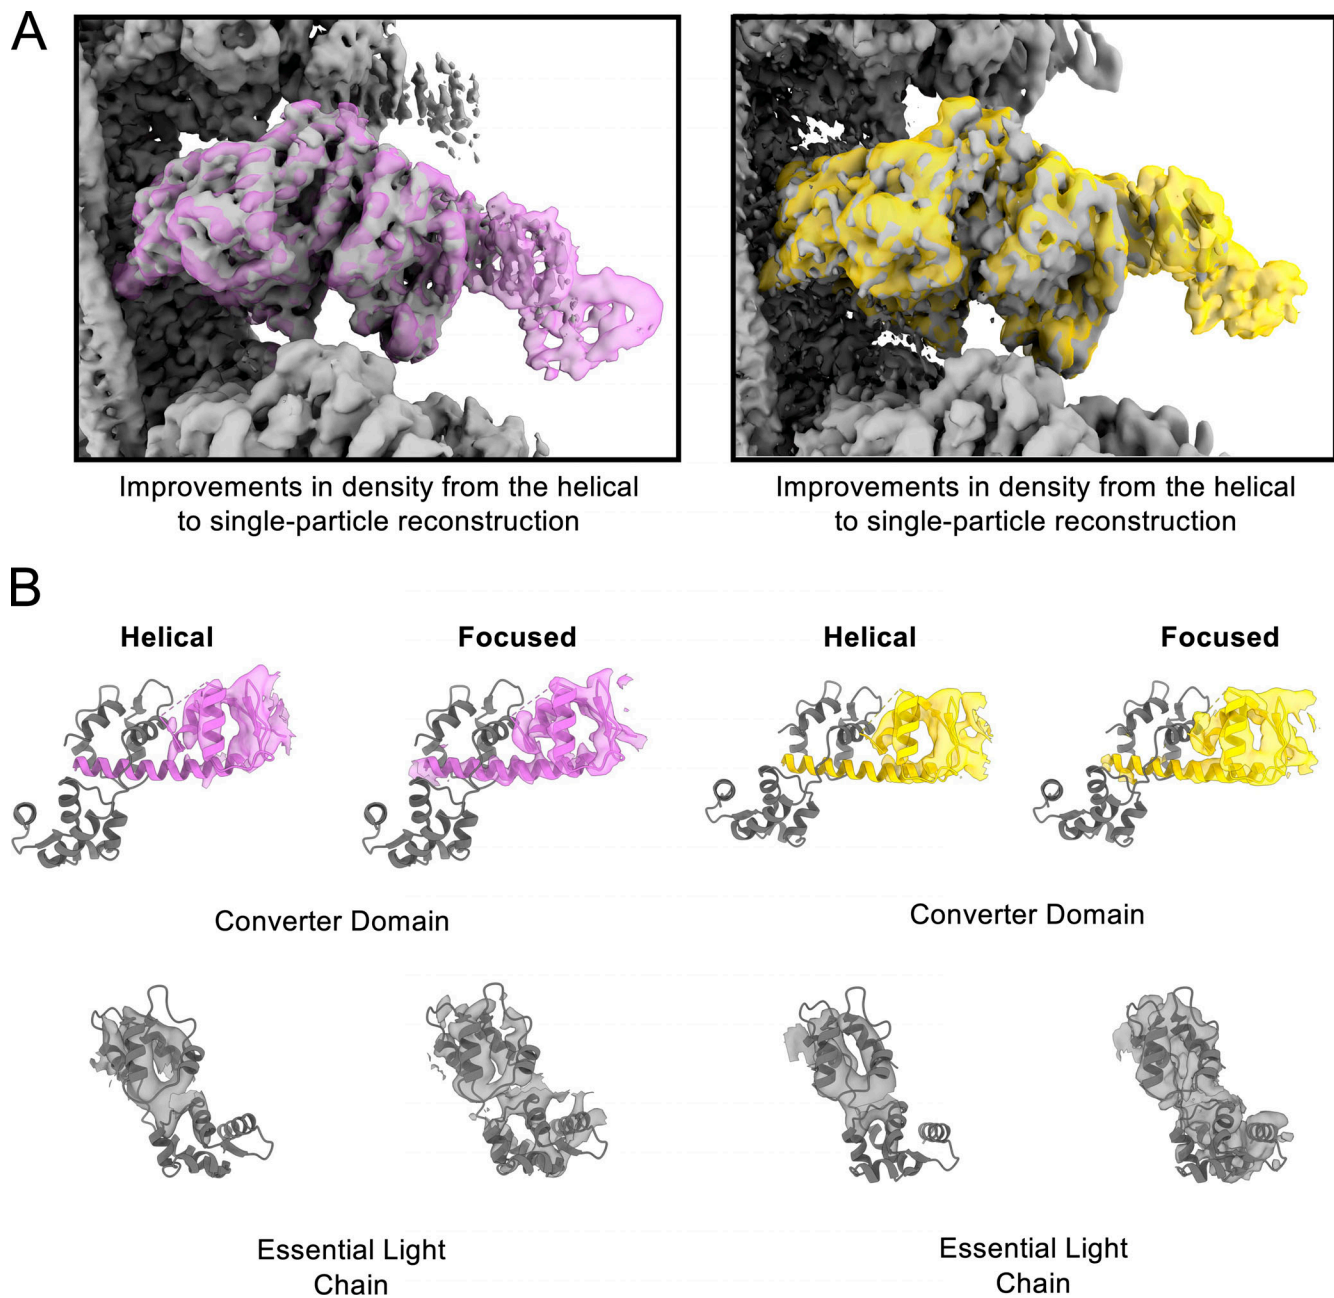 A
Improvements in density from the helical
to single-particle reconstruction
Improvements in density from the helical
to single-particle reconstruction
B
Helical
Focused
Helical
Focused
Converter Domain
Converter Domain
Essential Light
Chain
Essential Light
Chain